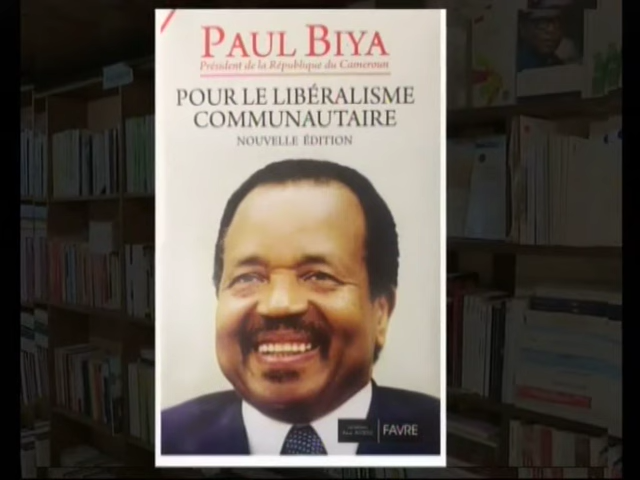 PAUL BIYA
Président de la République du Cameroun
POUR LE LIBÉRALISME
COMMUNAUTAIRE
NOUVELLE ÉDITION
FAVRE